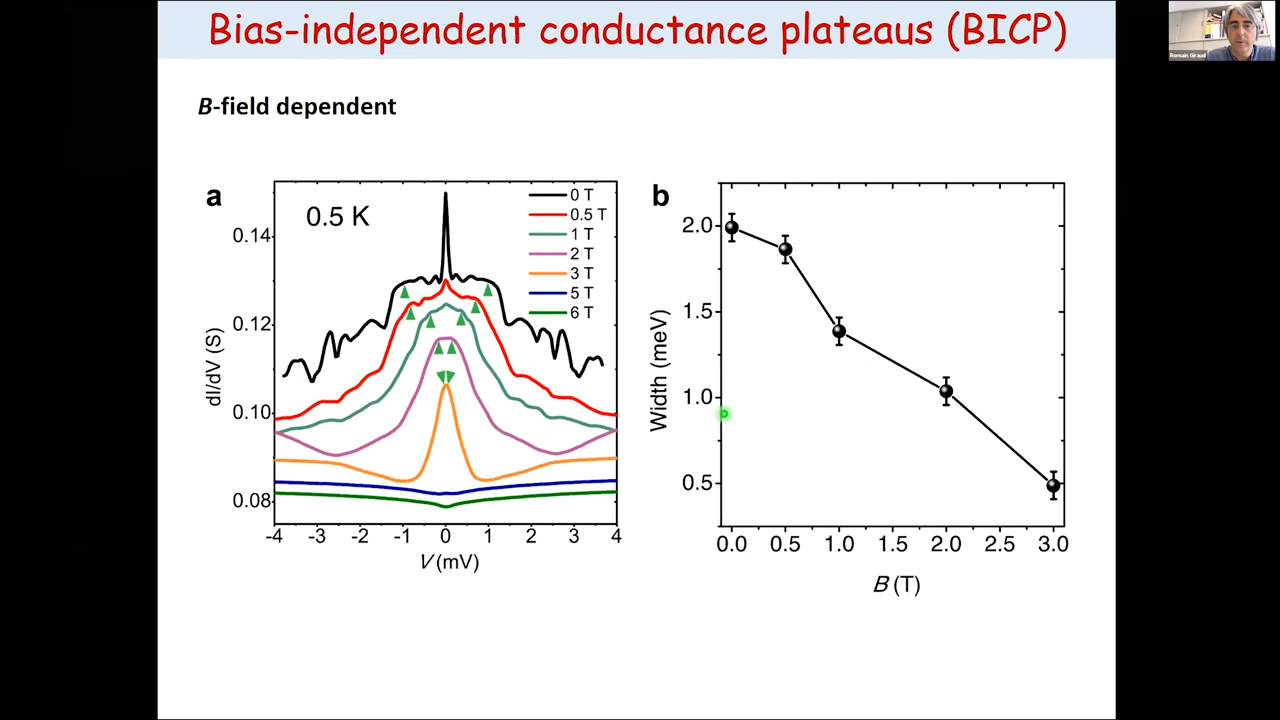 Bias-independent conductance plateaus (BICP)
Romain Giraud
B-field dependent
a
0.5 K
0 T
0.5 T
1 T
2 T
3 T
5 T
6 T
0.14
0.12
0.10
0.08
dI/dV (S)
-4 -3 -2 -1 0 1 2 3 4
V (mV)
b
2.0
1.5
1.0
0.5
Width (meV)
0.0 0.5 1.0 1.5 2.0 2.5 3.0
B (T)